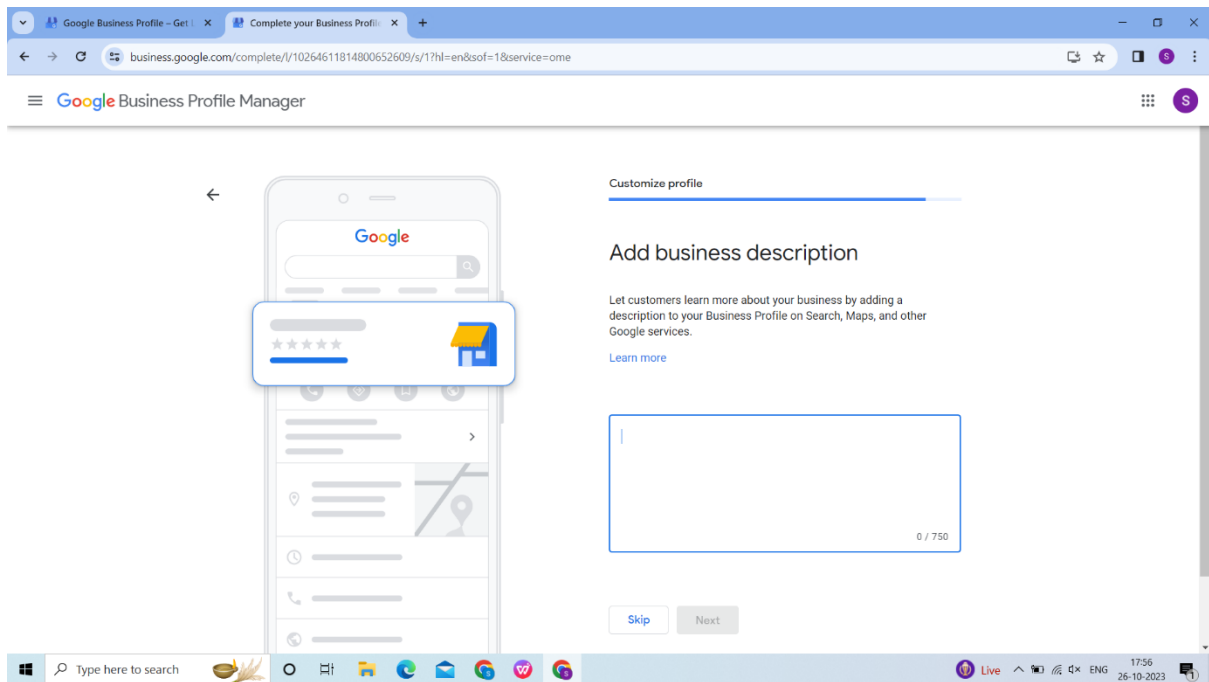 Google Business Profile – Get L
Complete your Business Profile
business.google.com/complete/l/10264611814800652609/s/1?hl=en&sof=1&service=ome
S
Google Business Profile Manager
S
Customize profile
Google
Add business description
Let customers learn more about your business by adding a
description to your Business Profile on Search, Maps, and other
Google services.
Learn more
0 / 750
Skip
Next
Type here to search
Live
ENG
17:56
26-10-2023
1